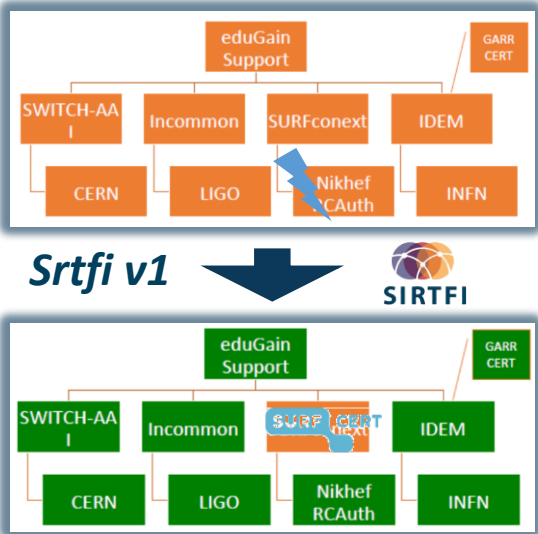 eduGain
Support
GARR
CERT
SWITCH-AA
I
Incommon
SURFconext
IDEM
CERN
LIGO
Nikhef
RCAuth
INFN
Srtfi v1
SIRTFI
eduGain
Support
GARR
CERT
SWITCH-AA
I
Incommon
SURF CERT
next
IDEM
CERN
LIGO
Nikhef
RCAuth
INFN